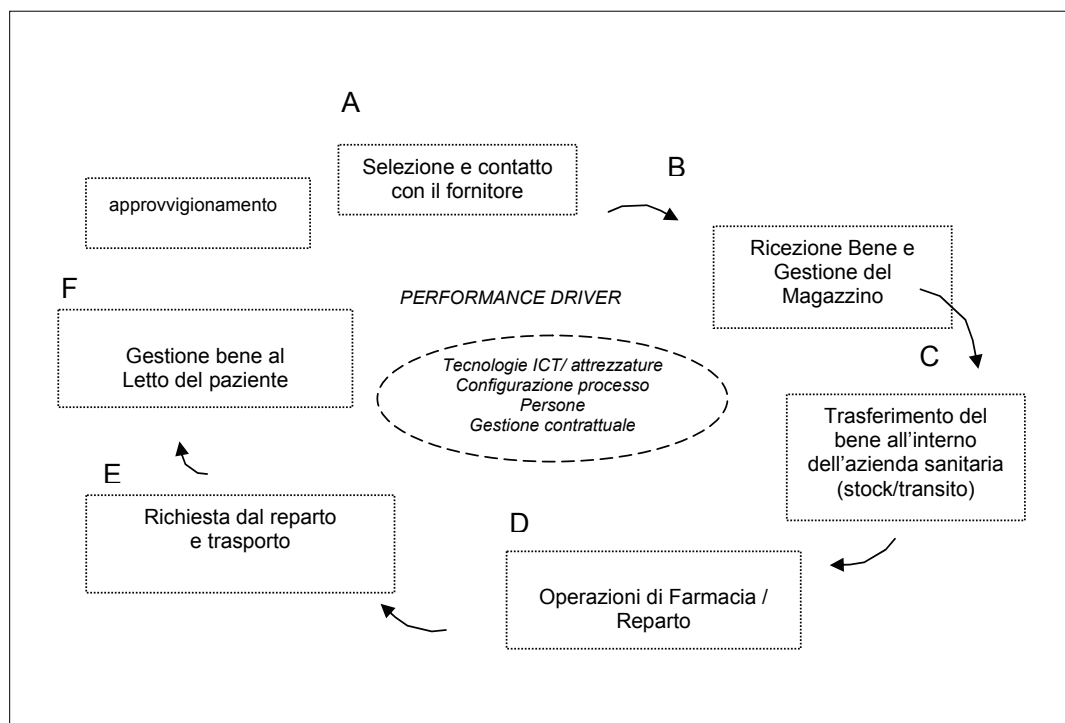 A
Selezione e contatto
con il fornitore
B
approvvigionamento
Ricezione Bene e
Gestione del
Magazzino
F
PERFORMANCE DRIVER
Gestione bene al
Letto del paziente
Tecnologie ICT/ attrezzature
Configurazione processo
Persone
Gestione contrattuale
C
Trasferimento del
bene all’interno
dell’azienda sanitaria
(stock/transito)
E
Richiesta dal reparto
e trasporto
D
Operazioni di Farmacia /
Reparto